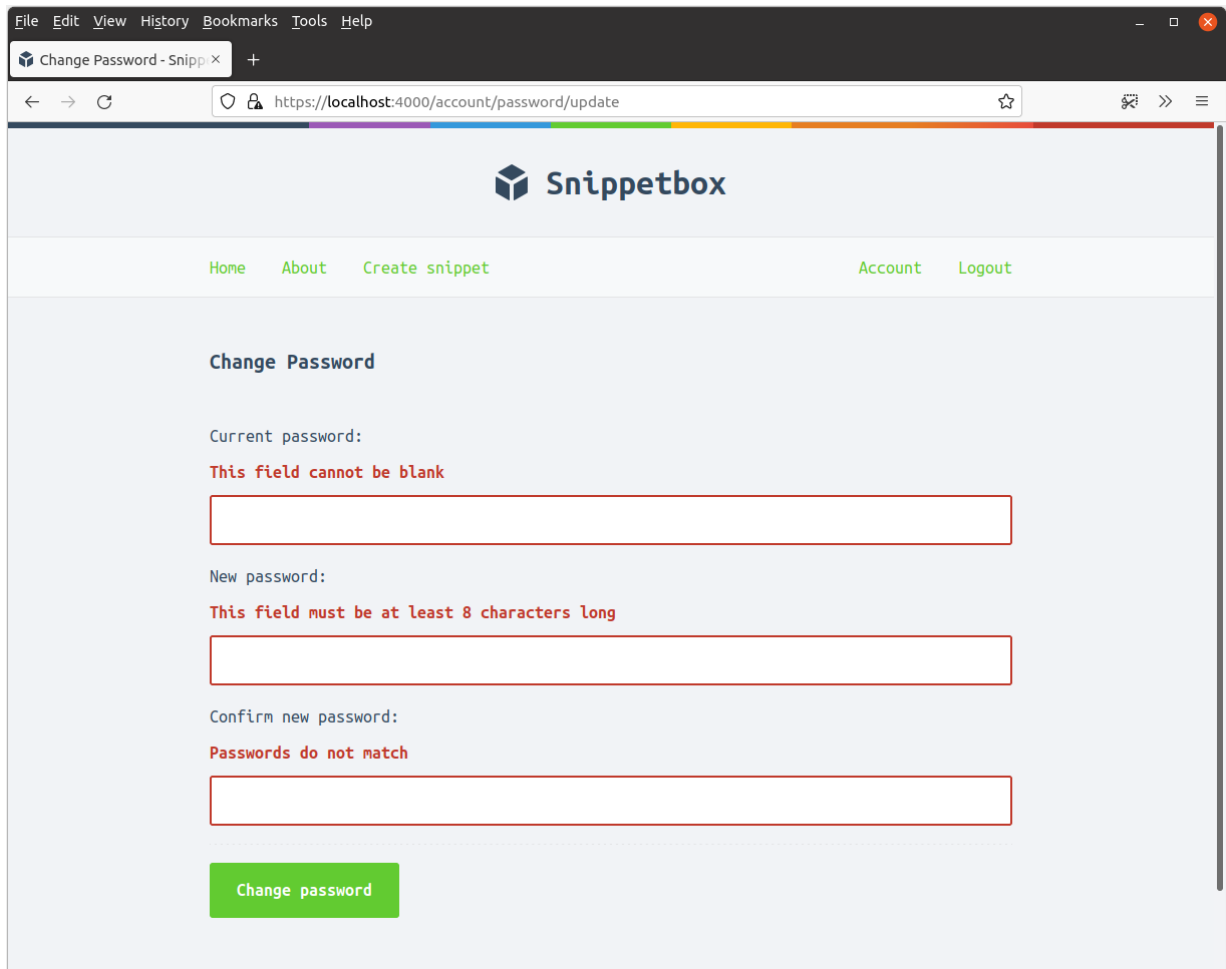 File Edit View History Bookmarks Tools Help
Change Password - Snipp
https://localhost:4000/account/password/update
Snippetbox
Home About Create snippet Account Logout
Change Password
Current password:
This field cannot be blank
New password:
This field must be at least 8 characters long
Confirm new password:
Passwords do not match
Change password